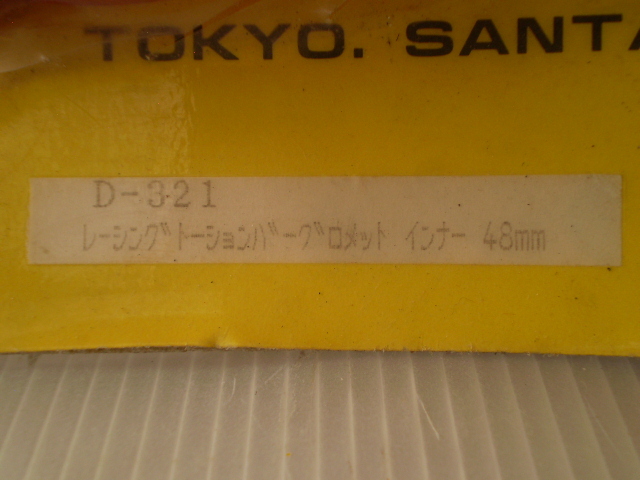 TOKYO. SANTA
D-321
ﾚｰｼﾝｸﾞﾄｰｼｮﾝﾊﾞｰｸﾞﾛﾒｯﾄ ｲﾝﾅｰ 48mm